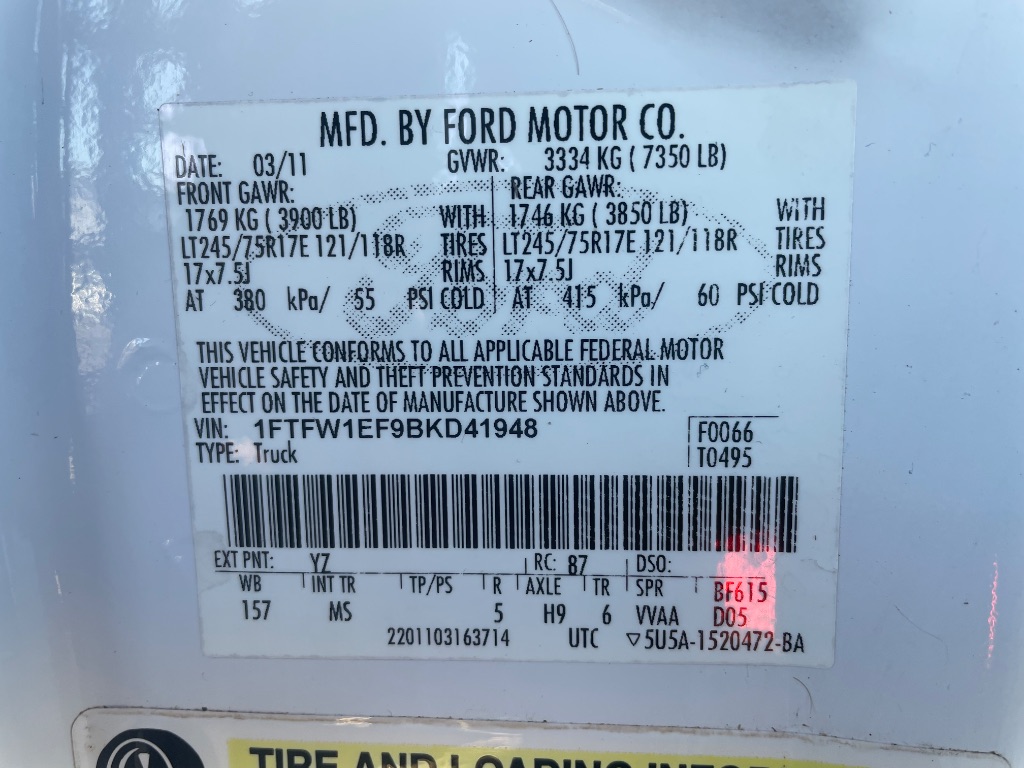 MFD. BY FORD MOTOR CO.
DATE: 03/11 GVWR: 3334 KG ( 7350 LB)
FRONT GAWR: REAR GAWR:
1769 KG ( 3900 LB) WITH 1746 KG ( 3850 LB) WITH
LT245/75R17E 121/118R TIRES LT245/75R17E 121/118R TIRES
17x7.5J RIMS 17x7.5J RIMS
AT 380 kPa/ 55 PSI COLD AT 415 kPa/ 60 PSI COLD
THIS VEHICLE CONFORMS TO ALL APPLICABLE FEDERAL MOTOR
VEHICLE SAFETY AND THEFT PREVENTION STANDARDS IN
EFFECT ON THE DATE OF MANUFACTURE SHOWN ABOVE.
VIN: 1FTFW1EF9BKD41948 F0066
TYPE: Truck T0495
EXT PNT: YZ RC: 87 DSO:
WB INT TR TP/PS R AXLE TR SPR BF615
157 MS 5 H9 6 VVAA D05
2201103163714 UTC ▽5U5A-1520472-BA
TIRE AND LOADING